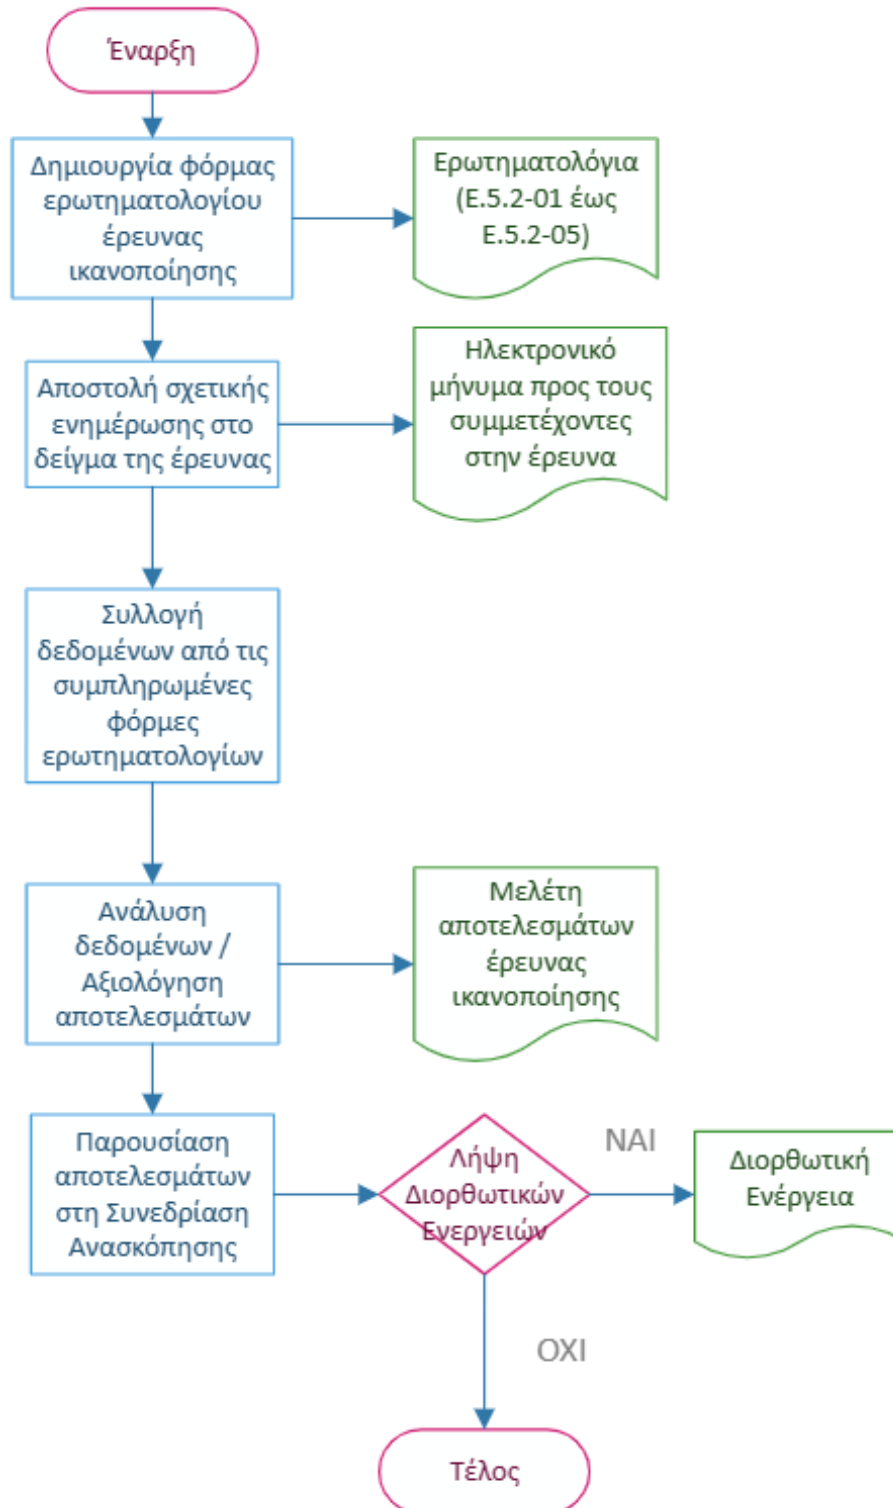 Έναρξη
Δημιουργία φόρμας
ερωτηματολογίου
έρευνας
ικανοποίησης
Ερωτηματολόγια
(Ε.5.2-01 έως
Ε.5.2-05)
Αποστολή σχετικής
ενημέρωσης στο
δείγμα της έρευνας
Ηλεκτρονικό
μήνυμα προς τους
συμμετέχοντες
στην έρευνα
Συλλογή
δεδομένων από τις
συμπληρωμένες
φόρμες
ερωτηματολογίων
Ανάλυση
δεδομένων /
Αξιολόγηση
αποτελεσμάτων
Μελέτη
αποτελεσμάτων
έρευνας
ικανοποίησης
Παρουσίαση
αποτελεσμάτων
στη Συνεδρίαση
Ανασκόπησης
Λήψη
Διορθωτικών
Ενεργειών
ΝΑΙ
Διορθωτική
Ενέργεια
ΟΧΙ
Τέλος